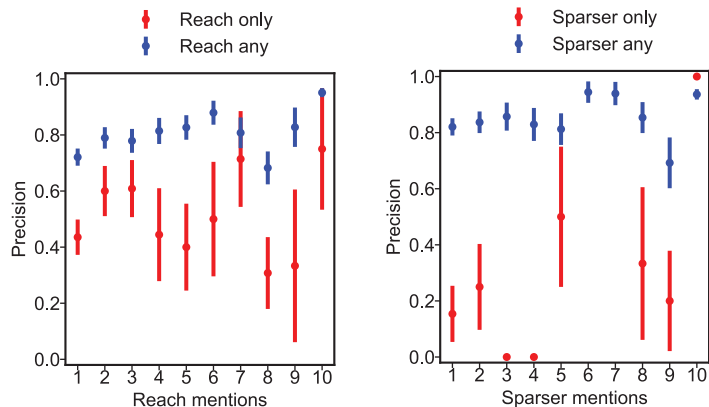 Reach only
Reach any
1.0
0.8
0.6
0.4
0.2
0.0
Precision
1 2 3 4 5 6 7 8 9 10
Reach mentions
Sparser only
Sparser any
1.0
0.8
0.6
0.4
0.2
0.0
Precision
1 2 3 4 5 6 7 8 9 10
Sparser mentions